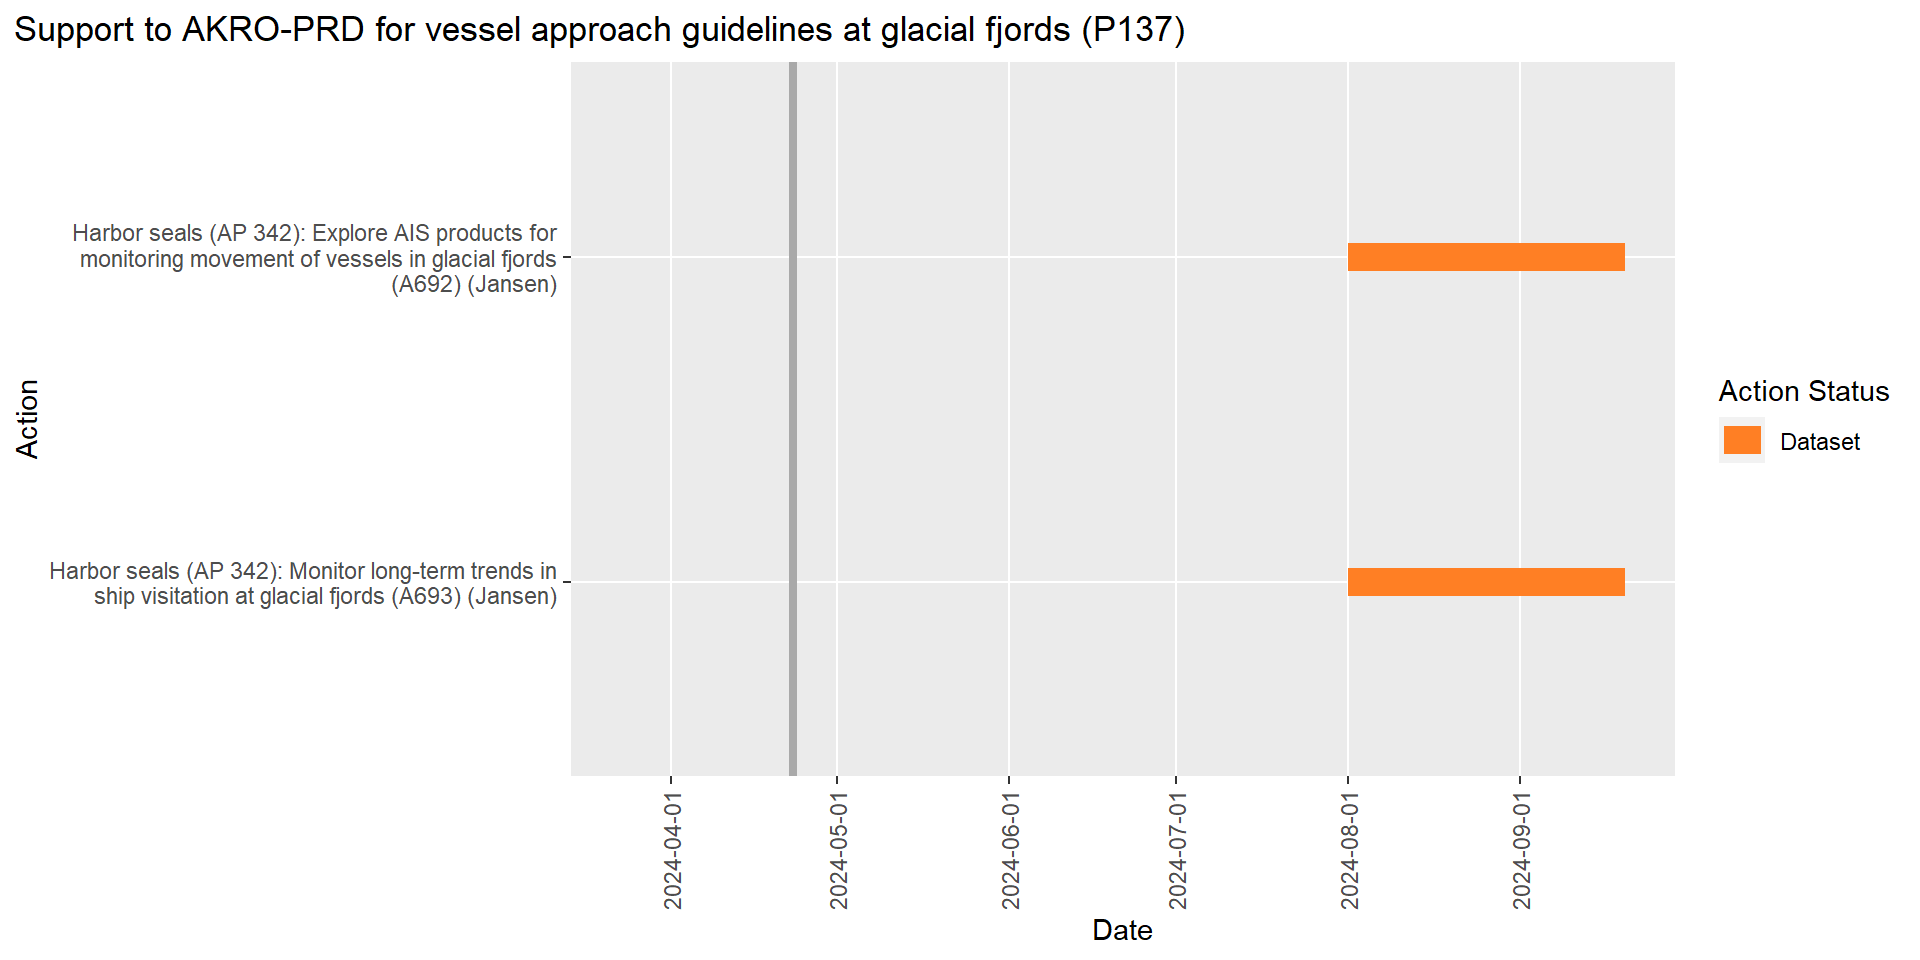 Support to AKRO-PRD for vessel approach guidelines at glacial fjords (P137)
Harbor seals (AP 342): Explore AIS products for
monitoring movement of vessels in glacial fjords
(A692) (Jansen)
Harbor seals (AP 342): Monitor long-term trends in
ship visitation at glacial fjords (A693) (Jansen)
Action
2024-04-01
2024-05-01
2024-06-01
2024-07-01
2024-08-01
2024-09-01
Date
Action Status
Dataset